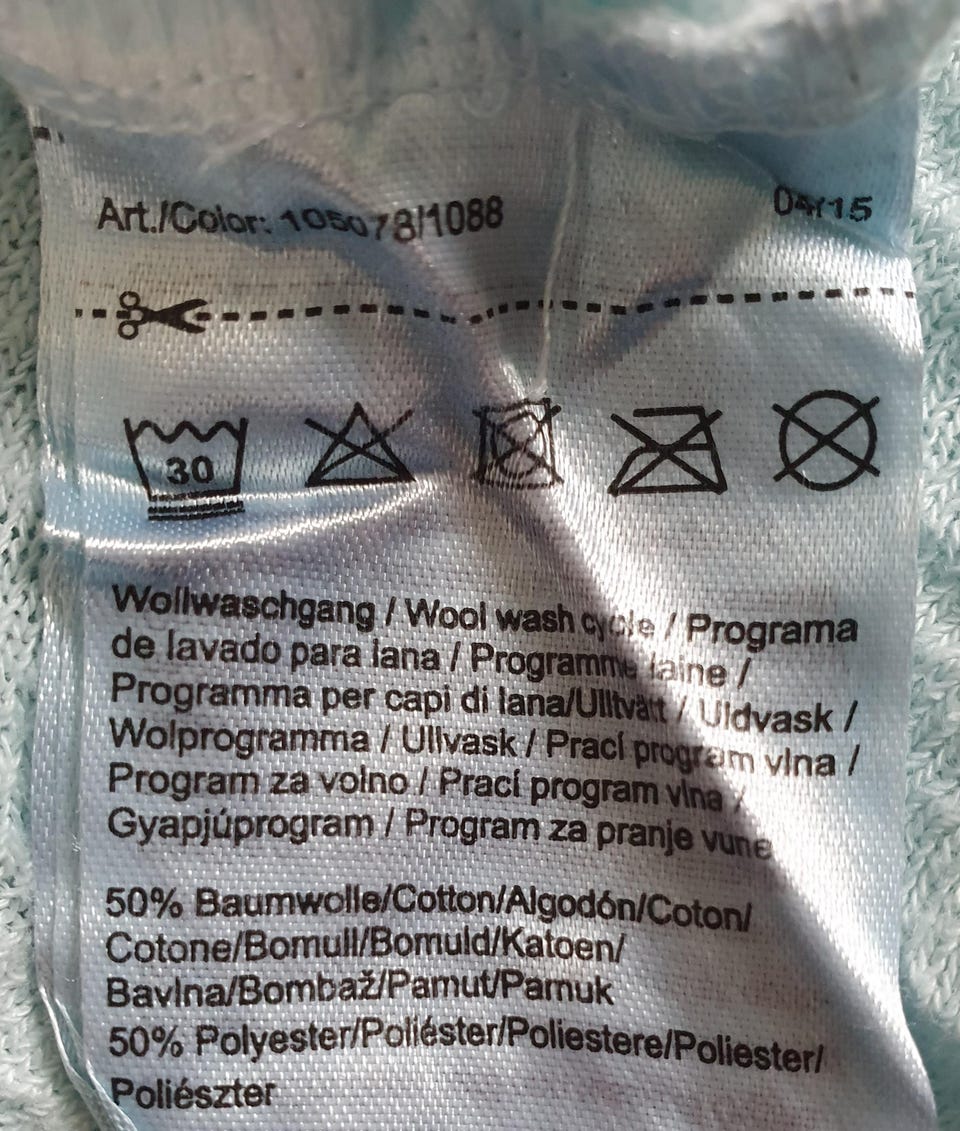 Art./Color: 105078/1088
04/15
30
Wollwaschgang / Wool wash cycle / Programa
de lavado para lana / Programme laine /
Programma per capi di lana/Ulltvätt / Uldvask /
Wolprogramma / Ullvask / Prací program vlna /
Program za volno / Prací program vlna /
Gyapjúprogram / Program za pranje vune
50% Baumwolle/Cotton/Algodón/Coton/
Cotone/Bomull/Bomuld/Katoen/
Bavlna/Bombaž/Pamut/Pamuk
50% Polyester/Poliéster/Poliestere/Poliester/
Poliészter